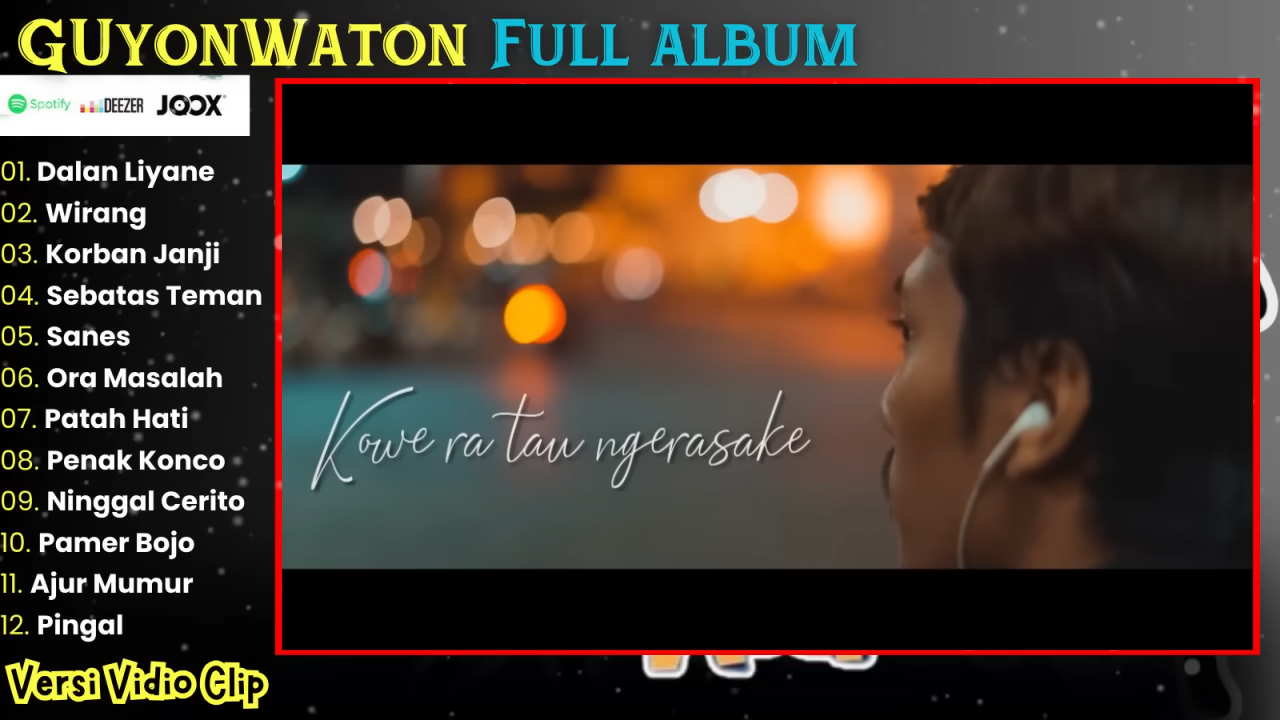 GUYONWATON FULL ALBUM
Spotify DEEZER JOOX
01. Dalan Liyane
02. Wirang
03. Korban Janji
04. Sebatas Teman
05. Sanes
06. Ora Masalah
07. Patah Hati
08. Penak Konco
09. Ninggal Cerito
10. Pamer Bojo
11. Ajur Mumur
12. Pingal
Kowe ra tau ngerasake
Versi Vidio Clip